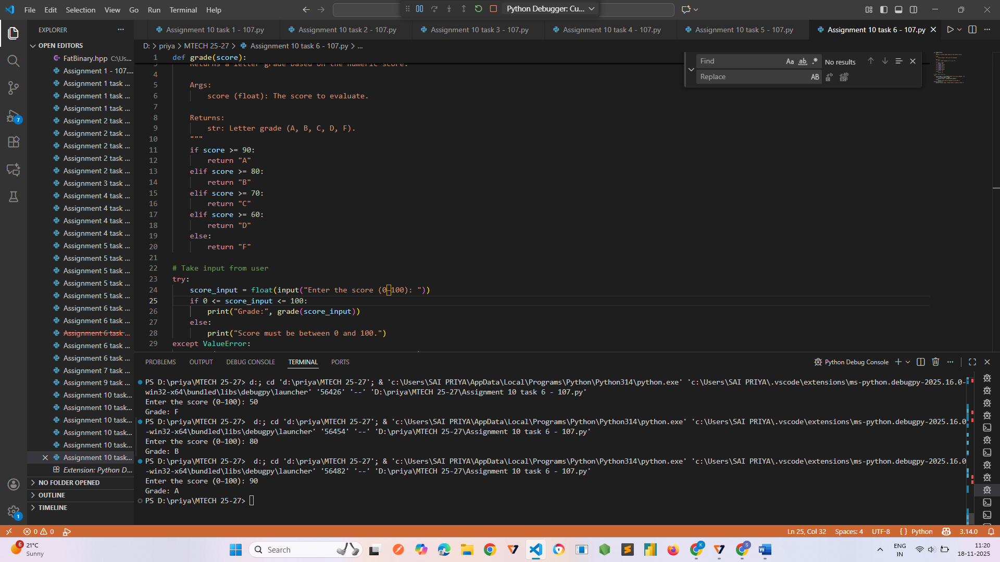 File Edit Selection View Go Run Terminal Help
Python Debugger: Cu...
EXPLORER
Assignment 10 task 1 - 107.py
Assignment 10 task 2 - 107.py
Assignment 10 task 3 - 107.py
Assignment 10 task 4 - 107.py
Assignment 10 task 5 - 107.py
Assignment 10 task 6 - 107.py
OPEN EDITORS
FatBinary.hpp C:\Us...
Assignment 1 - 107....
Assignment 1 task ...
Assignment 1 task ...
Assignment 1 task ...
Assignment 2 task ...
Assignment 2 task ...
Assignment 2 task ...
Assignment 2 task ...
Assignment 2 task ...
Assignment 3 task ...
Assignment 4 task ...
Assignment 4 task ...
Assignment 4 task ...
Assignment 4 task ...
Assignment 5 task ...
Assignment 5 task ...
Assignment 5 task ...
Assignment 5 task ...
Assignment 5 task ...
Assignment 6 task ...
Assignment 6 task ...
Assignment 6 task ...
Assignment 6 task ...
Assignment 6 task ...
Assignment 7 task ...
Assignment 9 task ...
Assignment 10 task...
Assignment 10 task...
Assignment 10 task...
Assignment 10 task...
Assignment 10 task...
Assignment 10 task...
Extension: Python D...
NO FOLDER OPENED
OUTLINE
TIMELINE
7
1
D: > priya > MTECH 25-27 > Assignment 10 task 6 - 107.py > ...
Find Aa ab .* No results
Replace AB
1 def grade(score):
3 Returns a letter grade based on the numeric score.
4
5 Args:
6 score (float): The score to evaluate.
7
8 Returns:
9 str: Letter grade (A, B, C, D, F).
10 """
11 if score >= 90:
12 return "A"
13 elif score >= 80:
14 return "B"
15 elif score >= 70:
16 return "C"
17 elif score >= 60:
18 return "D"
19 else:
20 return "F"
21
22 # Take input from user
23 try:
24 score_input = float(input("Enter the score (0–100): "))
25 if 0 <= score_input <= 100:
26 print("Grade:", grade(score_input))
27 else:
28 print("Score must be between 0 and 100.")
29 except ValueError:
PROBLEMS OUTPUT DEBUG CONSOLE TERMINAL PORTS
Python Debug Console
PS D:\priya\MTECH 25-27> d:; cd 'd:\priya\MTECH 25-27'; & 'c:\Users\SAI PRIYA\AppData\Local\Programs\Python\Python314\python.exe' 'c:\Users\SAI PRIYA\.vscode\extensions\ms-python.debugpy-2025.16.0-
win32-x64\bundled\libs\debugpy\launcher' '56426' '--' 'D:\priya\MTECH 25-27\Assignment 10 task 6 - 107.py'
Enter the score (0–100): 50
Grade: F
PS D:\priya\MTECH 25-27>  d:; cd 'd:\priya\MTECH 25-27'; & 'c:\Users\SAI PRIYA\AppData\Local\Programs\Python\Python314\python.exe' 'c:\Users\SAI PRIYA\.vscode\extensions\ms-python.debugpy-2025.16.0
-win32-x64\bundled\libs\debugpy\launcher' '56454' '--' 'D:\priya\MTECH 25-27\Assignment 10 task 6 - 107.py'
Enter the score (0–100): 80
Grade: B
PS D:\priya\MTECH 25-27>  d:; cd 'd:\priya\MTECH 25-27'; & 'c:\Users\SAI PRIYA\AppData\Local\Programs\Python\Python314\python.exe' 'c:\Users\SAI PRIYA\.vscode\extensions\ms-python.debugpy-2025.16.0
-win32-x64\bundled\libs\debugpy\launcher' '56482' '--' 'D:\priya\MTECH 25-27\Assignment 10 task 6 - 107.py'
Enter the score (0–100): 90
Grade: A
PS D:\priya\MTECH 25-27>
0 0
Ln 25, Col 32 Spaces: 4 UTF-8 { } Python 3.14.0
6
21°C
Sunny
Search
K
S
ENG
IN
11:20
18-11-2025